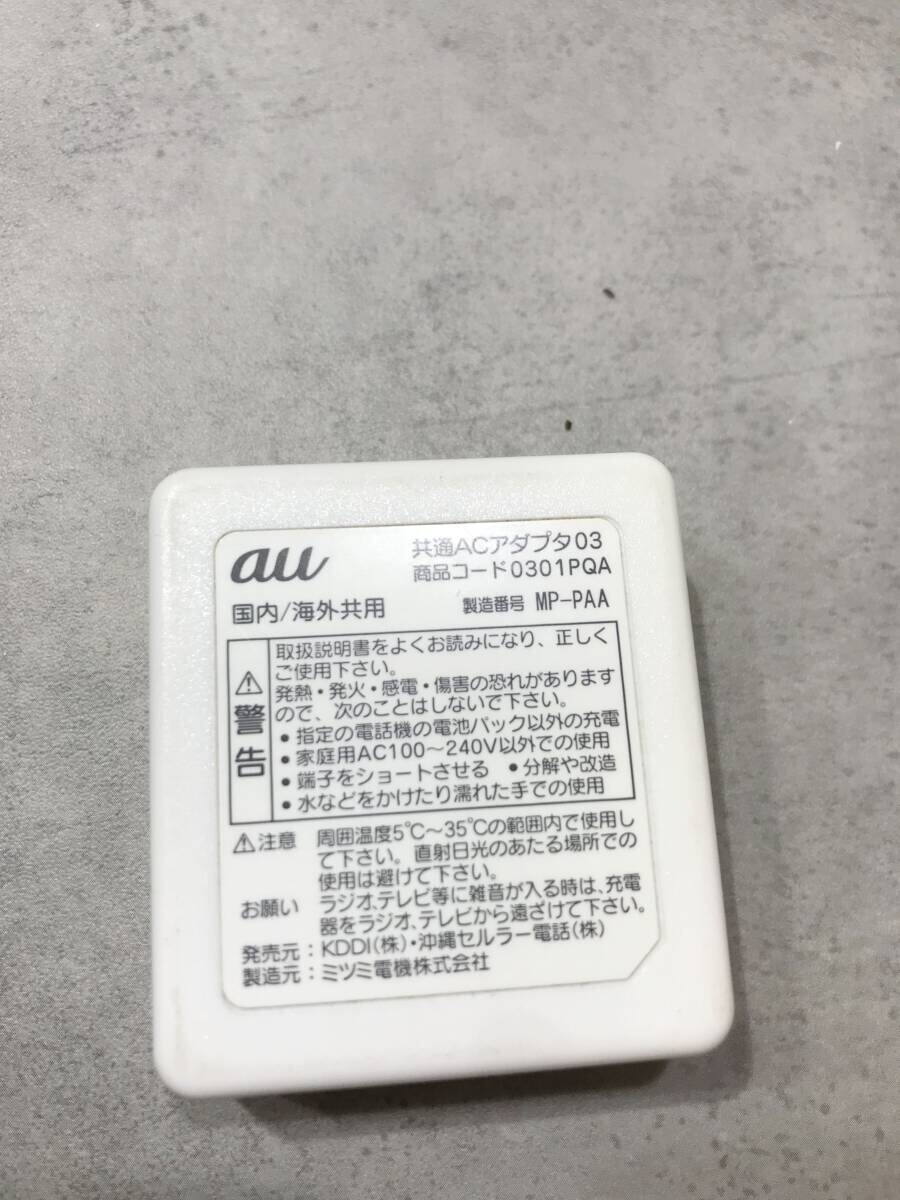 au
共通ACアダプタ03
商品コード0301PQA
国内/海外共用
製造番号 MP-PAA
警告
取扱説明書をよくお読みになり、正しく
ご使用下さい。
発熱・発火・感電・傷害の恐れがあります
ので、次のことはしないで下さい。
●指定の電話機の電池パック以外の充電
●家庭用AC100～240V以外での使用
●端子をショートさせる ●分解や改造
●水などをかけたり濡れた手での使用
注意 周囲温度5℃～35℃の範囲内で使用し
て下さい。直射日光のあたる場所での
使用は避けて下さい。
お願い ラジオ、テレビ等に雑音が入る時は、充電
器をラジオ、テレビから遠ざけて下さい。
発売元：KDDI(株)・沖縄セルラー電話(株)
製造元：ミツミ電機株式会社